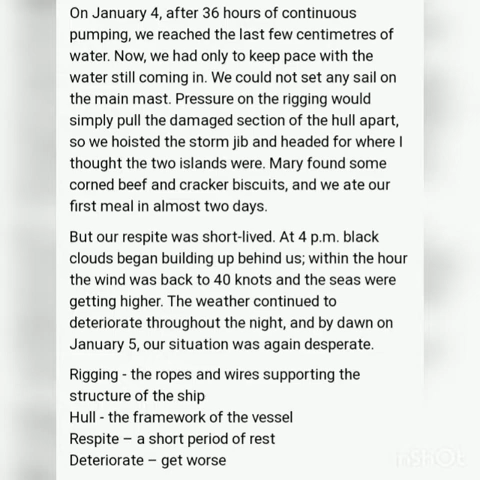 On January 4, after 36 hours of continuous
pumping, we reached the last few centimetres of
water. Now, we had only to keep pace with the
water still coming in. We could not set any sail on
the main mast. Pressure on the rigging would
simply pull the damaged section of the hull apart,
so we hoisted the storm jib and headed for where I
thought the two islands were. Mary found some
corned beef and cracker biscuits, and we ate our
first meal in almost two days.
But our respite was short-lived. At 4 p.m. black
clouds began building up behind us; within the hour
the wind was back to 40 knots and the seas were
getting higher. The weather continued to
deteriorate throughout the night, and by dawn on
January 5, our situation was again desperate.
Rigging - the ropes and wires supporting the
structure of the ship
Hull - the framework of the vessel
Respite – a short period of rest
Deteriorate – get worse